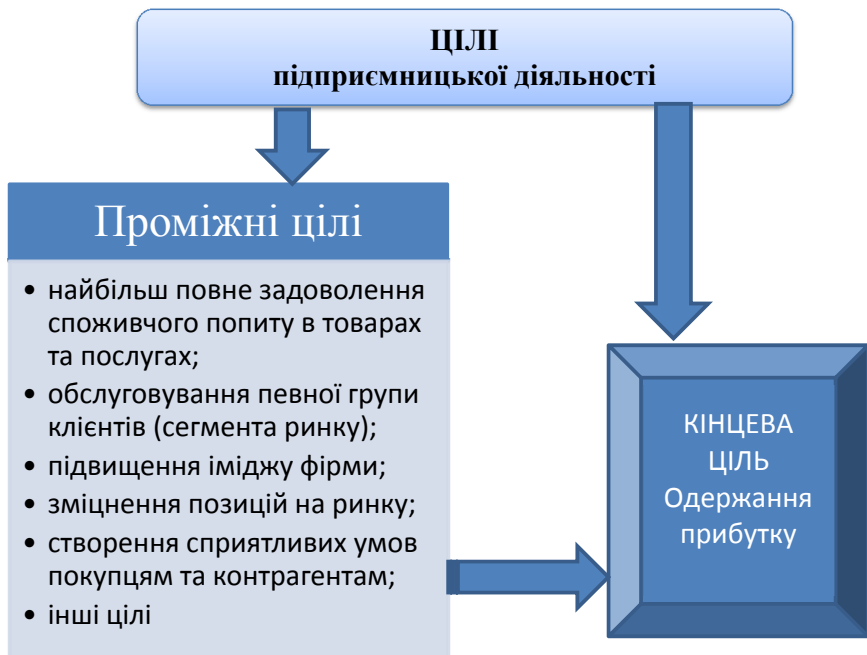 ЦІЛІ
підприємницької діяльності
Проміжні цілі
• найбільш повне задоволення
споживчого попиту в товарах
та послугах;
• обслуговування певної групи
клієнтів (сегмента ринку);
• підвищення іміджу фірми;
• зміцнення позицій на ринку;
• створення сприятливих умов
покупцям та контрагентам;
• інші цілі
КІНЦЕВА
ЦІЛЬ
Одержання
прибутку